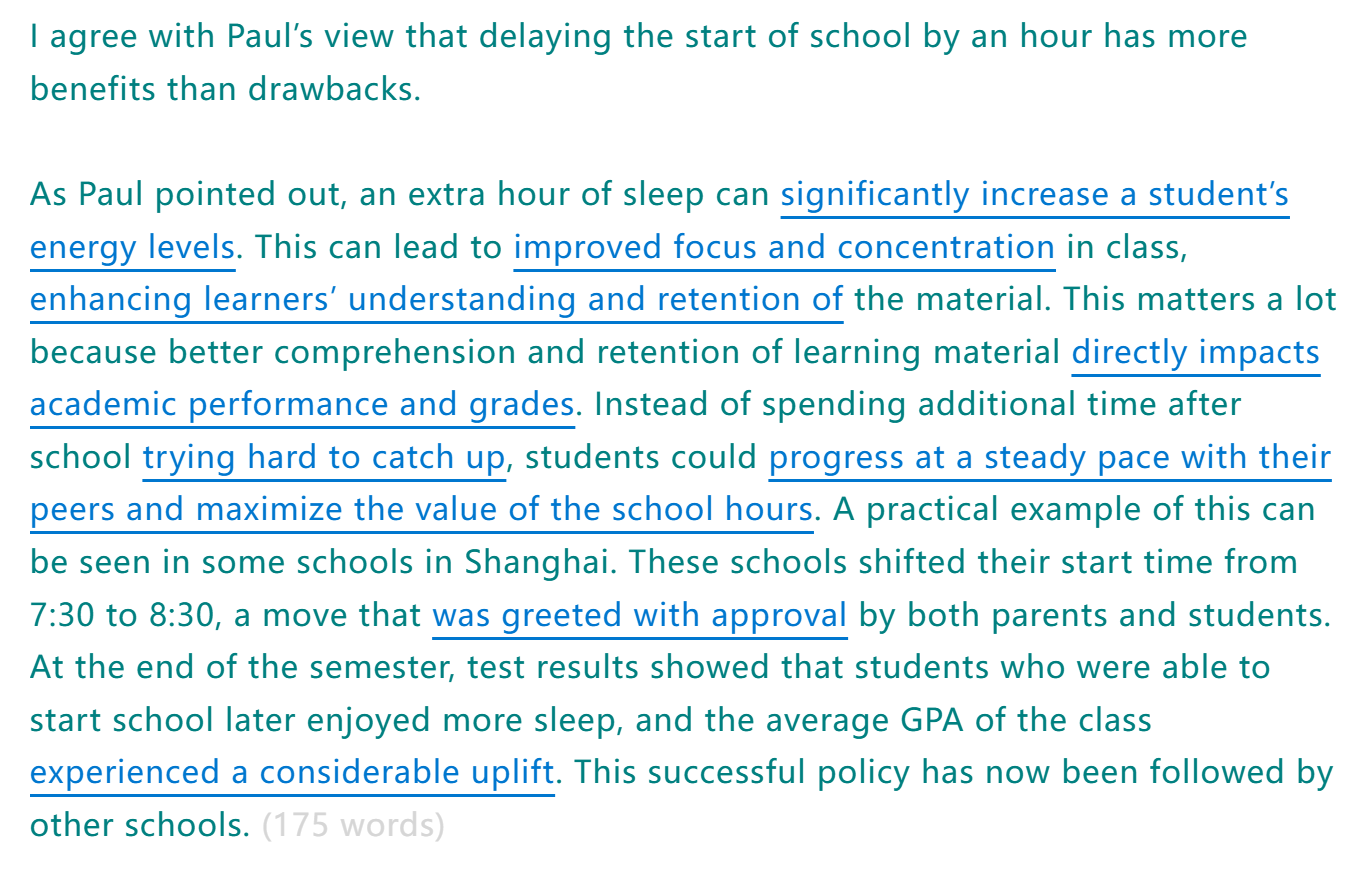 I agree with Paul’s view that delaying the start of school by an hour has more
benefits than drawbacks.
As Paul pointed out, an extra hour of sleep can significantly increase a student’s
energy levels. This can lead to improved focus and concentration in class,
enhancing learners’ understanding and retention of the material. This matters a lot
because better comprehension and retention of learning material directly impacts
academic performance and grades. Instead of spending additional time after
school trying hard to catch up, students could progress at a steady pace with their
peers and maximize the value of the school hours. A practical example of this can
be seen in some schools in Shanghai. These schools shifted their start time from
7:30 to 8:30, a move that was greeted with approval by both parents and students.
At the end of the semester, test results showed that students who were able to
start school later enjoyed more sleep, and the average GPA of the class
experienced a considerable uplift. This successful policy has now been followed by
other schools. (175 words)